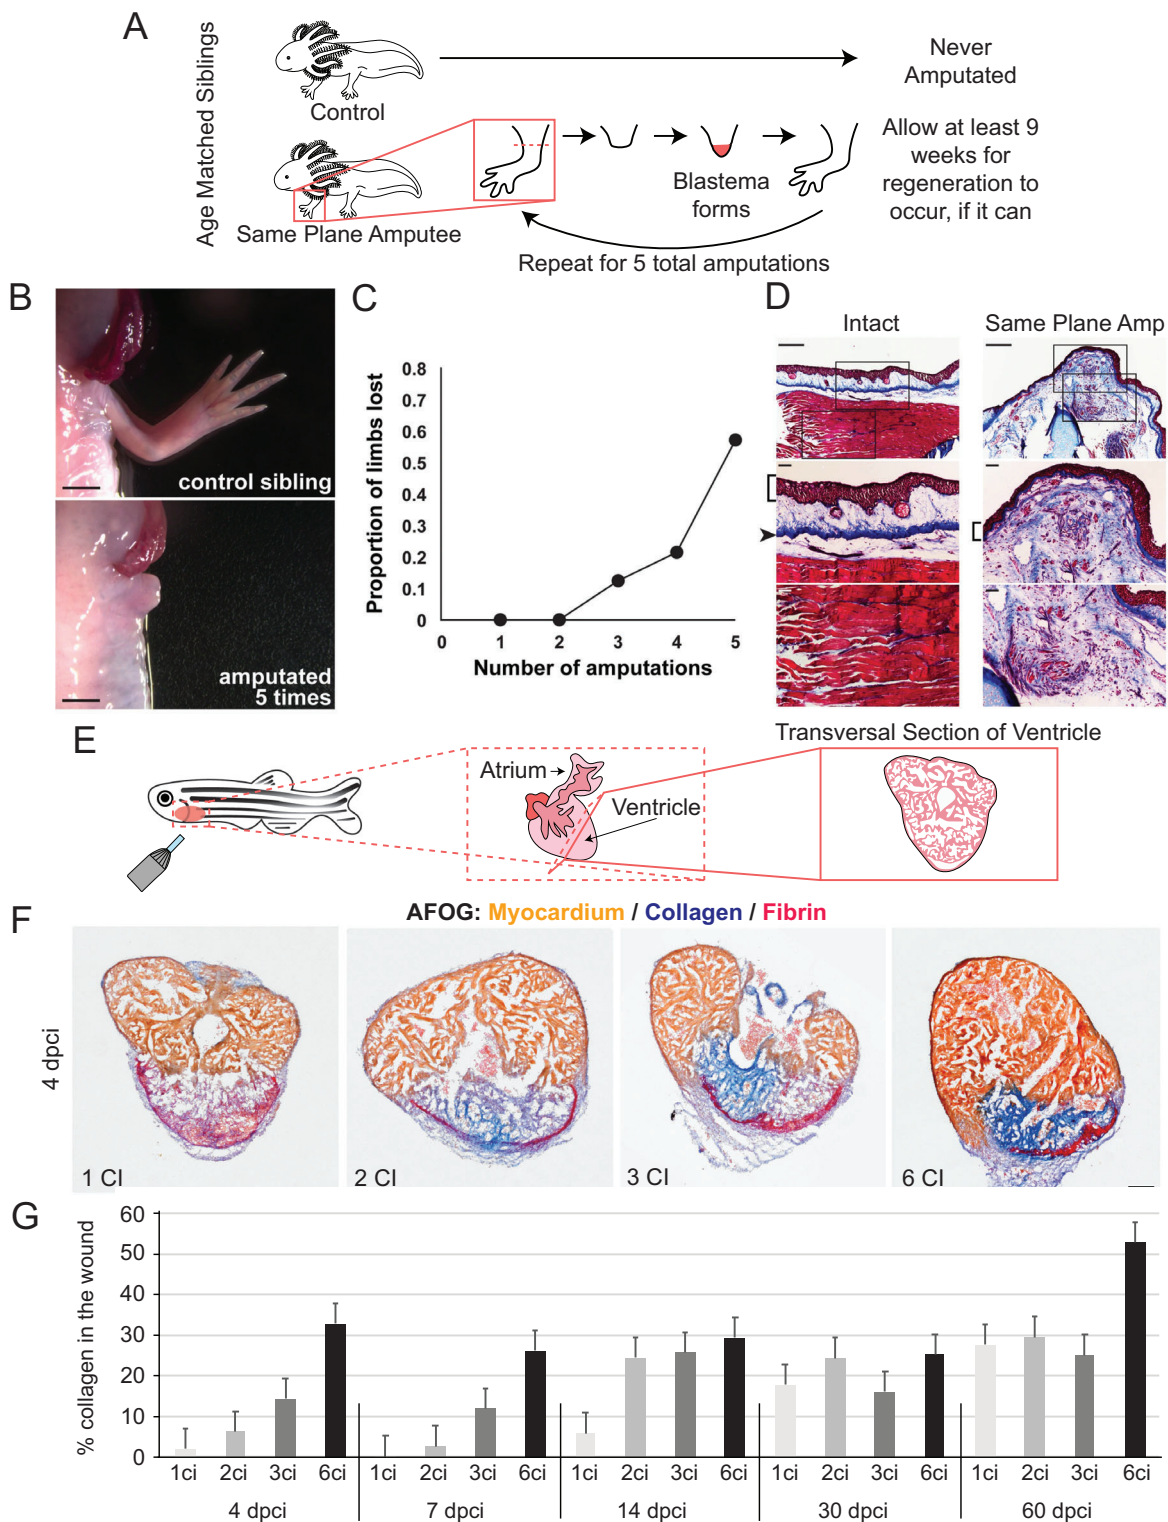 A
Age Matched Siblings
Control
Never
Amputated
Same Plane Amputee
Blastema
forms
Allow at least 9
weeks for
regeneration to
occur, if it can
Repeat for 5 total amputations
B
control sibling
amputated
5 times
C
Proportion of limbs lost
0.8
0.7
0.6
0.5
0.4
0.3
0.2
0.1
0
0 1 2 3 4 5
Number of amputations
D
Intact
Same Plane Amp
E
Atrium
Ventricle
Transversal Section of Ventricle
F
AFOG: Myocardium / Collagen / Fibrin
4 dpci
1 CI
2 CI
3 CI
6 CI
G
% collagen in the wound
60
50
40
30
20
10
0
1ci 2ci 3ci 6ci 1ci 2ci 3ci 6ci 1ci 2ci 3ci 6ci 1ci 2ci 3ci 6ci 1ci 2ci 3ci 6ci
4 dpci 7 dpci 14 dpci 30 dpci 60 dpci